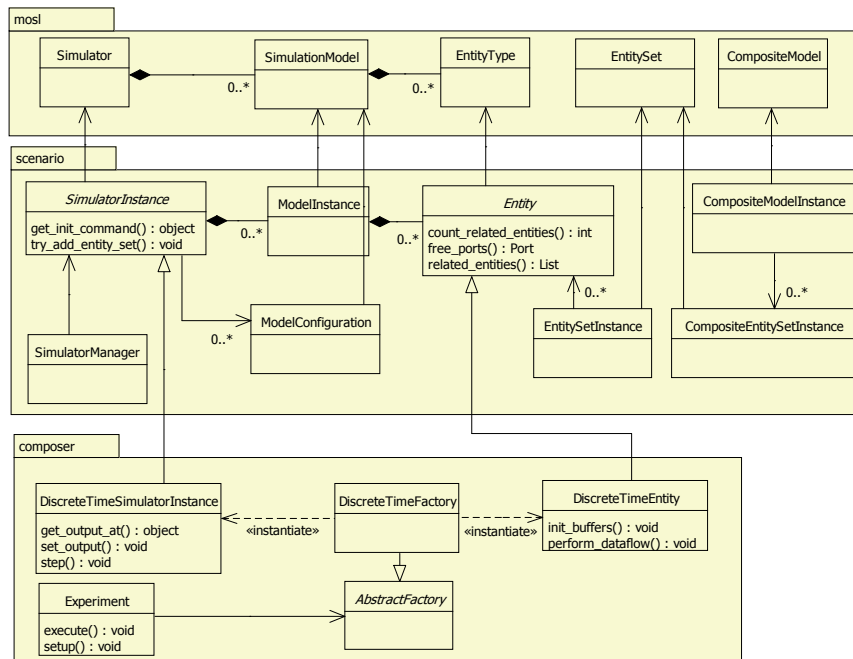 mosl
Simulator
SimulationModel
EntityType
EntitySet
CompositeModel
0..*
0..*
scenario
SimulatorInstance
get_init_command() : object
try_add_entity_set() : void
ModelInstance
Entity
count_related_entities() : int
free_ports() : Port
related_entities() : List
CompositeModelInstance
0..*
0..*
0..*
0..*
SimulatorManager
0..*
ModelConfiguration
EntitySetInstance
CompositeEntitySetInstance
composer
DiscreteTimeSimulatorInstance
get_output_at() : object
set_output() : void
step() : void
«instantiate»
DiscreteTimeFactory
«instantiate»
DiscreteTimeEntity
init_buffers() : void
perform_dataflow() : void
Experiment
execute() : void
setup() : void
AbstractFactory